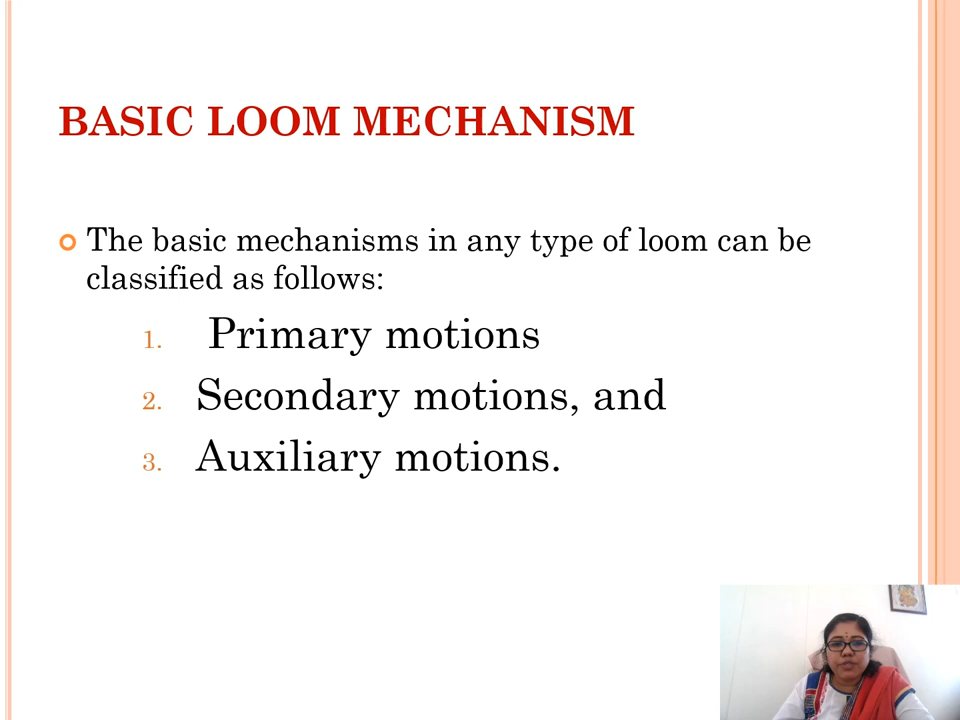 BASIC LOOM MECHANISM
The basic mechanisms in any type of loom can be
classified as follows:
1. Primary motions
2. Secondary motions, and
3. Auxiliary motions.